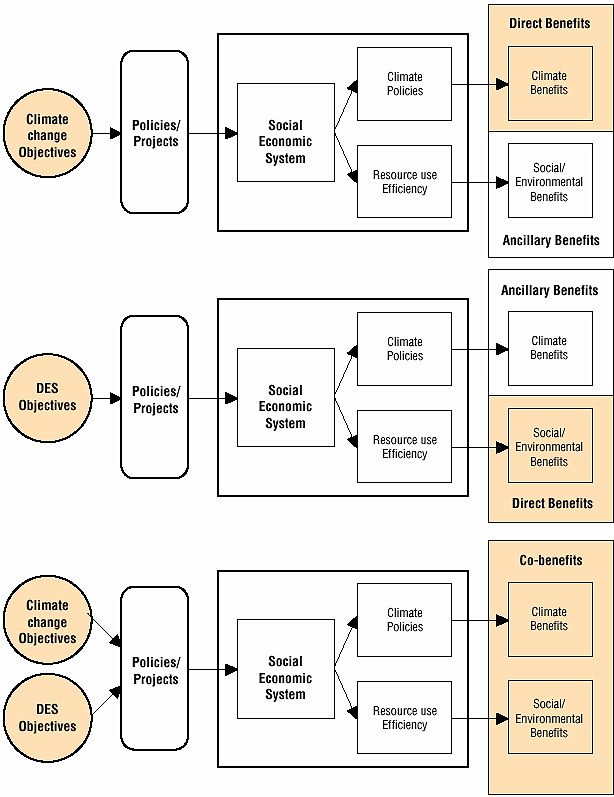 Direct Benefits
Climate
change
Objectives
Policies/
Projects
Social
Economic
System
Climate
Policies
Resource use
Efficiency
Climate
Benefits
Social/
Environmental
Benefits
Ancillary Benefits
Ancillary Benefits
DES
Objectives
Policies/
Projects
Social
Economic
System
Climate
Policies
Resource use
Efficiency
Climate
Benefits
Social/
Environmental
Benefits
Direct Benefits
Co-benefits
Climate
change
Objectives
DES
Objectives
Policies/
Projects
Social
Economic
System
Climate
Policies
Resource use
Efficiency
Climate
Benefits
Social/
Environmental
Benefits